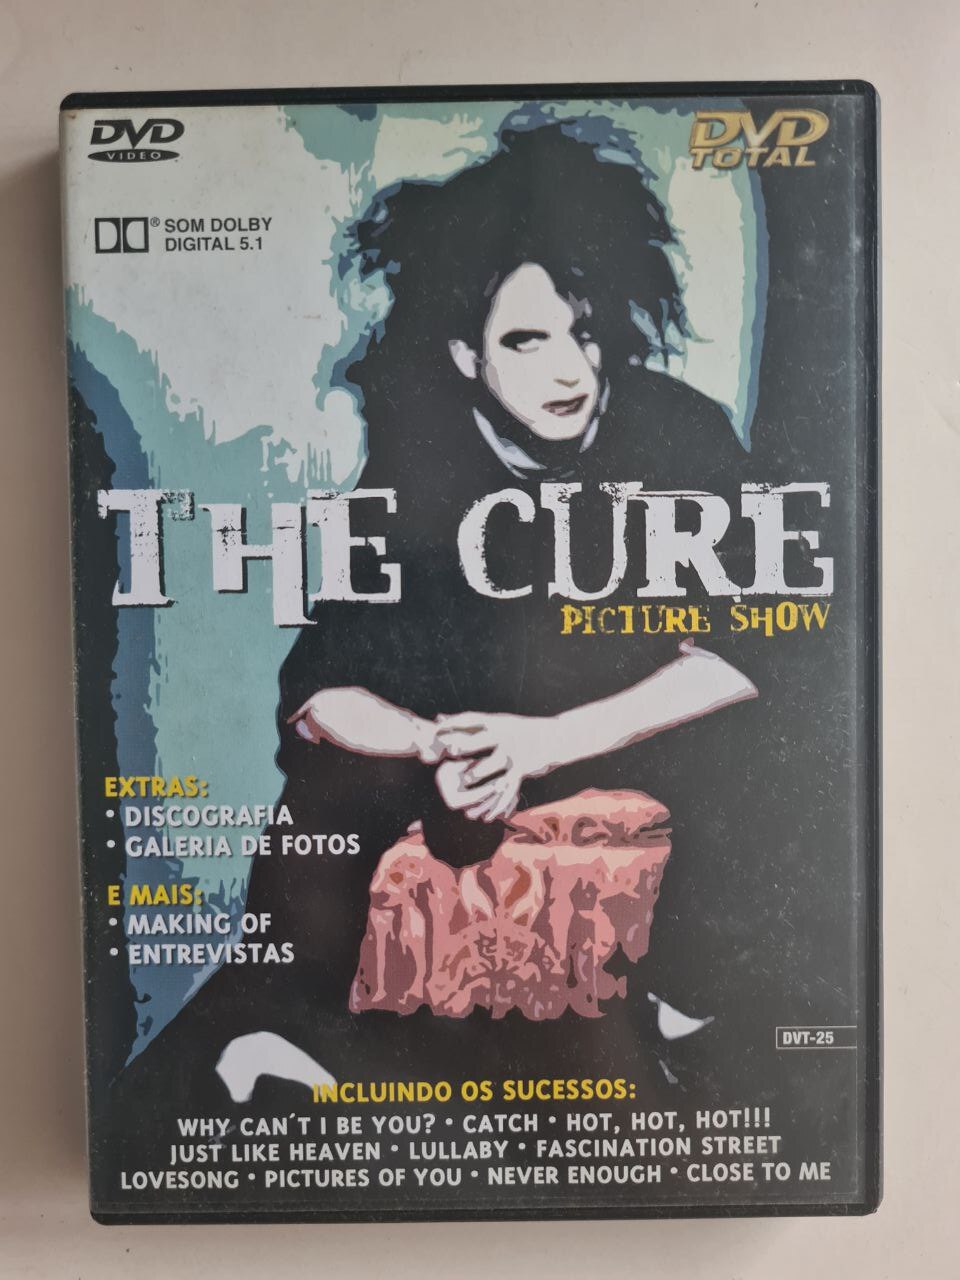 DVD
VIDEO
DVD
TOTAL
® SOM DOLBY
DIGITAL 5.1
THE CURE
PICTURE SHOW
EXTRAS:
• DISCOGRAFIA
• GALERIA DE FOTOS
E MAIS:
• MAKING OF
• ENTREVISTAS
DVT-25
INCLUINDO OS SUCESSOS:
WHY CAN´T I BE YOU? • CATCH • HOT, HOT, HOT!!!
JUST LIKE HEAVEN • LULLABY • FASCINATION STREET
LOVESONG • PICTURES OF YOU • NEVER ENOUGH • CLOSE TO ME